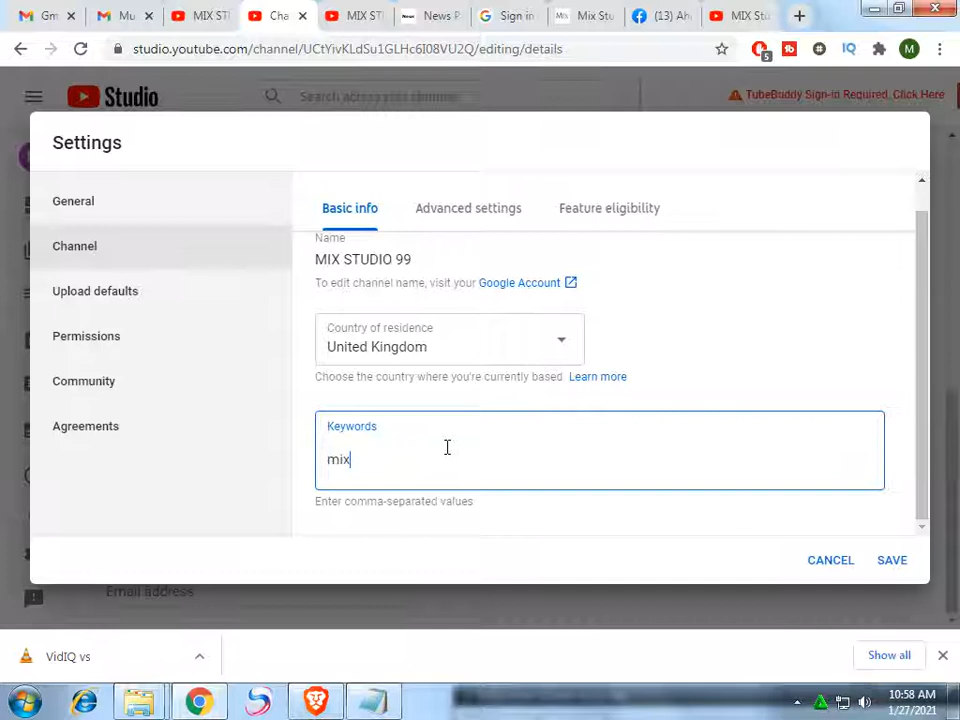 Gm
Mu
MIX ST
Cha
MIX ST
News P
Sign in
Mix Stu
(13) Ah
MIX Stu
studio.youtube.com/channel/UCtYivKLdSu1GLHc6I08VU2Q/editing/details
5
IQ
M
Studio
Search across your channel
TubeBuddy Sign-in Required, Click Here
Settings
General
Channel
Upload defaults
Permissions
Community
Agreements
Basic info
Advanced settings
Feature eligibility
Name
MIX STUDIO 99
To edit channel name, visit your Google Account
Country of residence
United Kingdom
Choose the country where you're currently based Learn more
Keywords
mix
Enter comma-separated values
CANCEL
SAVE
Email address
VidIQ vs
Show all
10:58 AM
1/27/2021